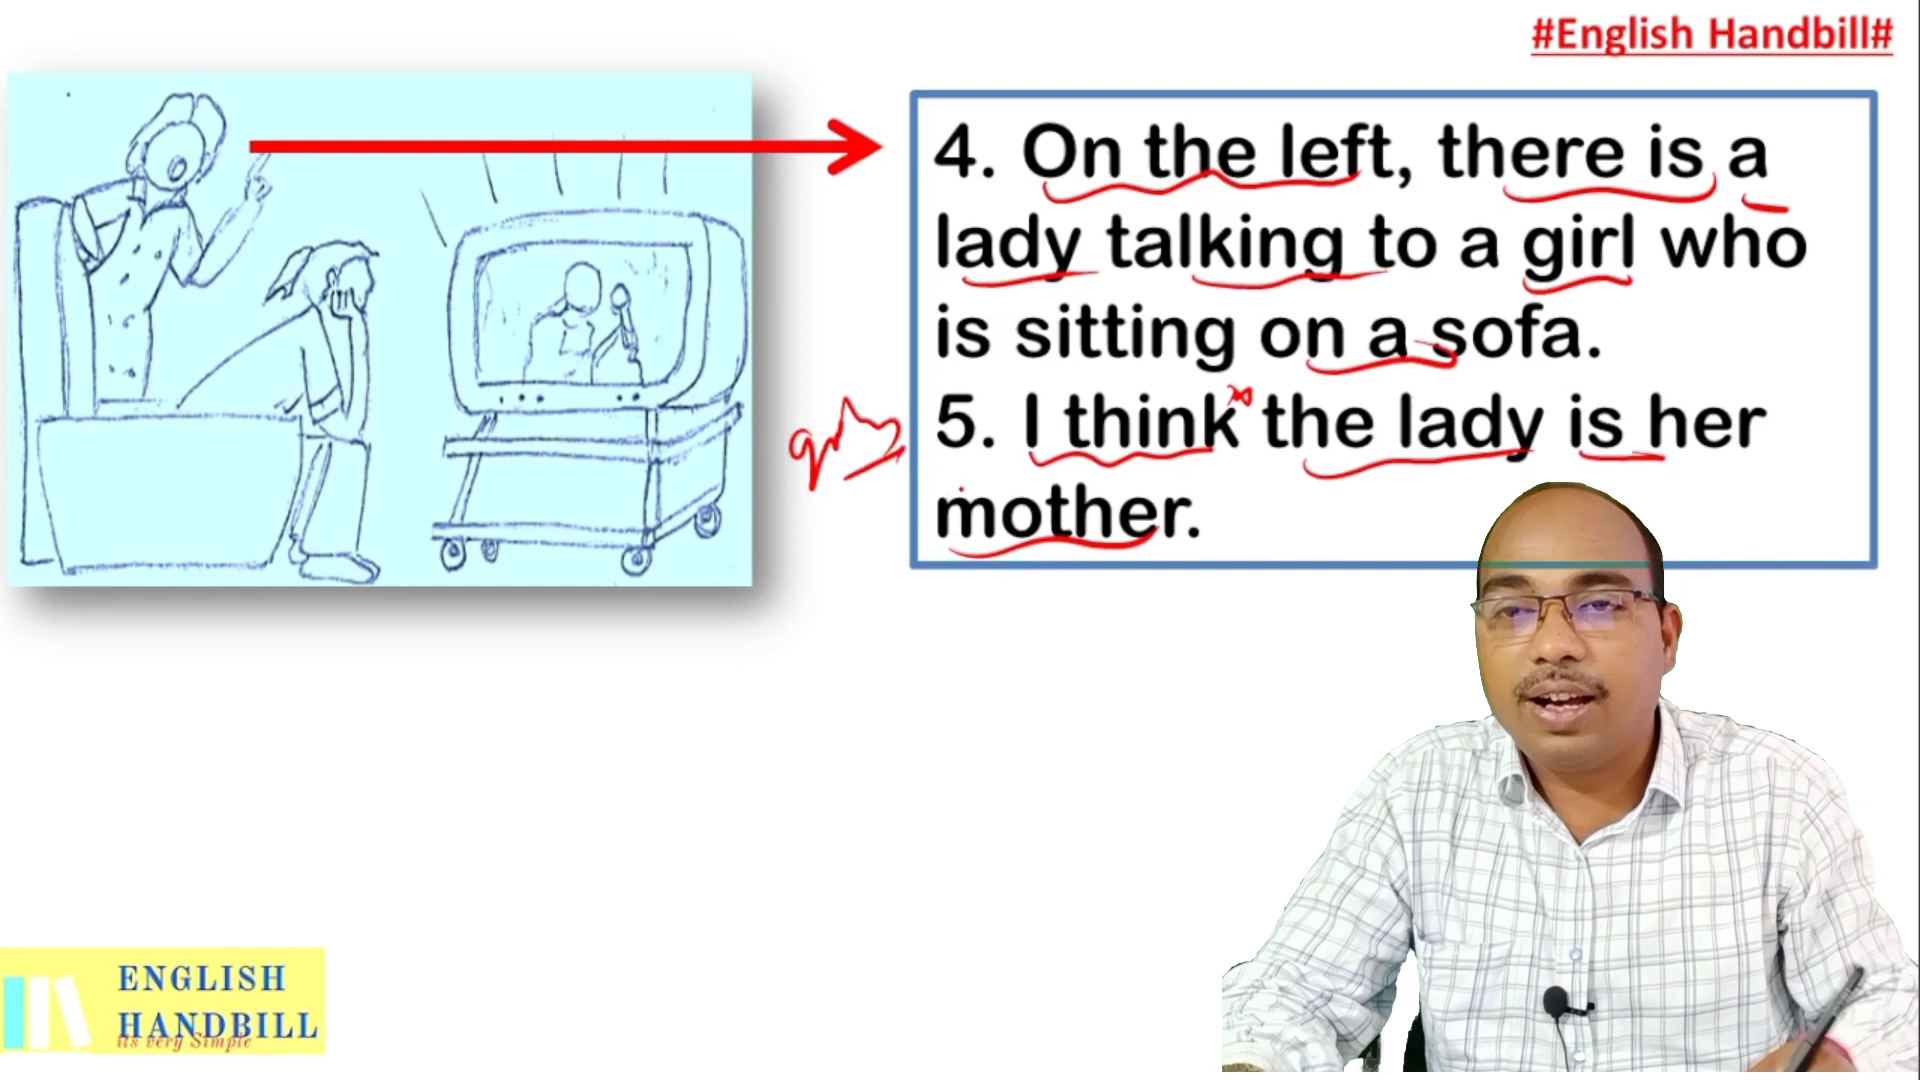 #English Handbill#
4. On the left, there is a
lady talking to a girl who
is sitting on a sofa.
5. I think the lady is her
mother.
ENGLISH
HANDBILL
its very Simple